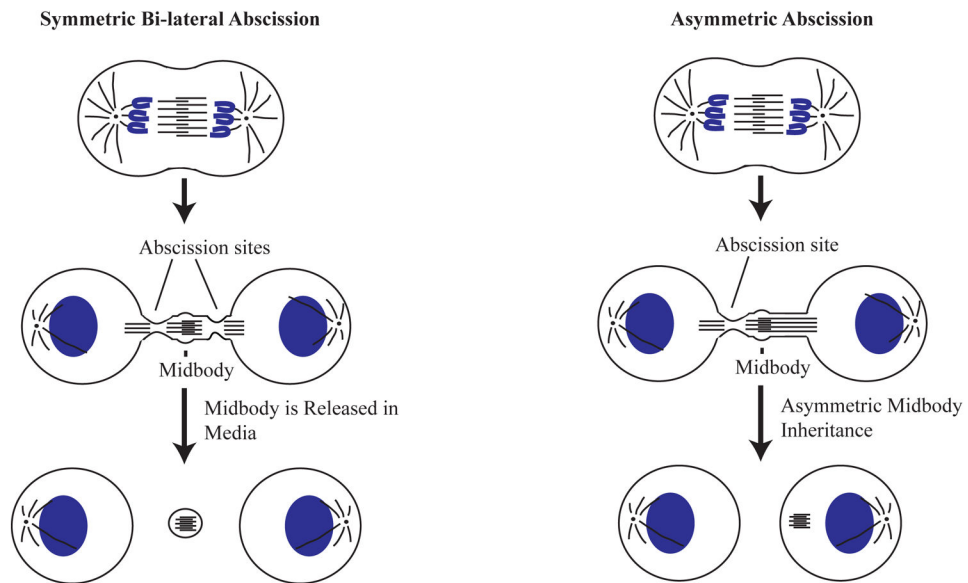 Symmetric Bi-lateral Abscission
Abscission sites
Midbody
Midbody is Released in
Media
Asymmetric Abscission
Abscission site
Midbody
Asymmetric Midbody
Inheritance